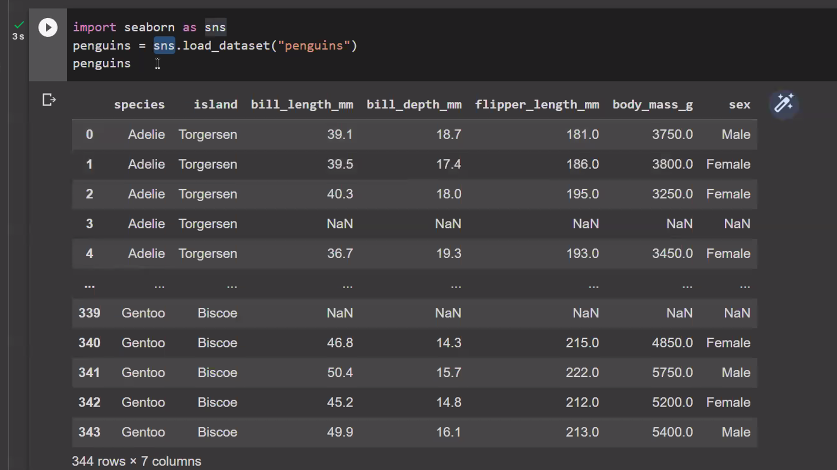 import seaborn as sns
penguins = sns.load_dataset("penguins")
penguins
3s
species island bill_length_mm bill_depth_mm flipper_length_mm body_mass_g sex
0 Adelie Torgersen 39.1 18.7 181.0 3750.0 Male
1 Adelie Torgersen 39.5 17.4 186.0 3800.0 Female
2 Adelie Torgersen 40.3 18.0 195.0 3250.0 Female
3 Adelie Torgersen NaN NaN NaN NaN NaN
4 Adelie Torgersen 36.7 19.3 193.0 3450.0 Female
... ... ... ... ... ... ... ...
339 Gentoo Biscoe NaN NaN NaN NaN NaN
340 Gentoo Biscoe 46.8 14.3 215.0 4850.0 Female
341 Gentoo Biscoe 50.4 15.7 222.0 5750.0 Male
342 Gentoo Biscoe 45.2 14.8 212.0 5200.0 Female
343 Gentoo Biscoe 49.9 16.1 213.0 5400.0 Male
344 rows × 7 columns